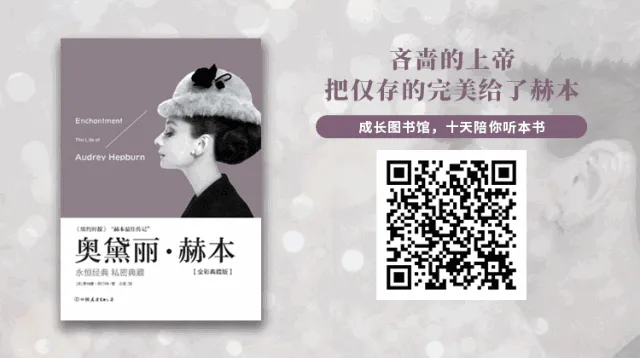 吝啬的上帝
把仅存的完美给了赫本
成长图书馆，十天陪你听本书
Enchantment
The Life of
Audrey Hepburn
《纽约时报》“赫本最佳传记”
奥黛丽·赫本
永恒经典 私密典藏
【全彩典藏版】